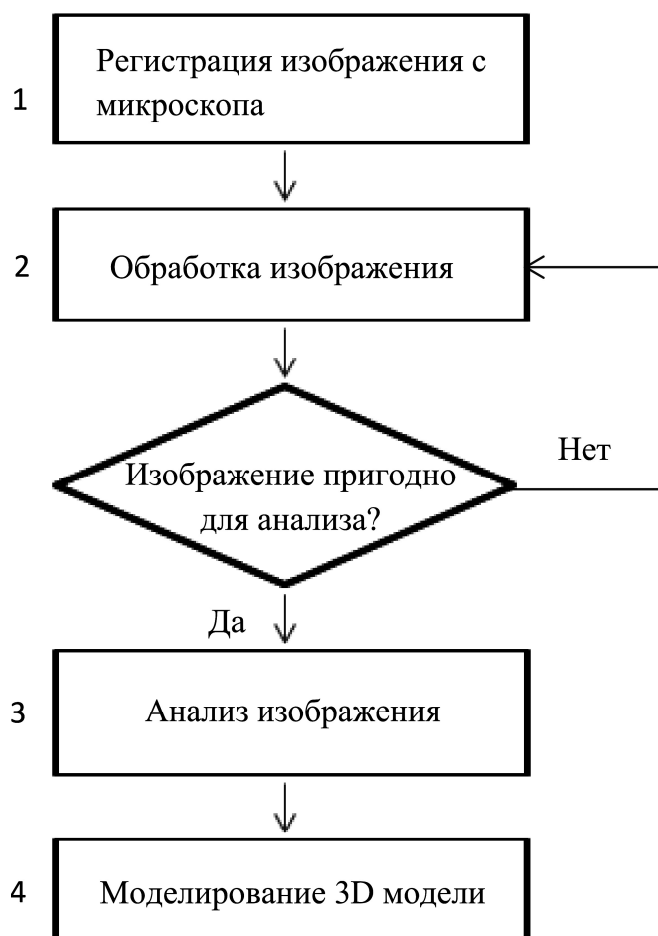 Регистрация изображения с
1
микроскопа
2
Обработка изображения
Нет
Изображение пригодно
для анализа?
Да
3
Анализ изображения
4
Моделирование 3D модели